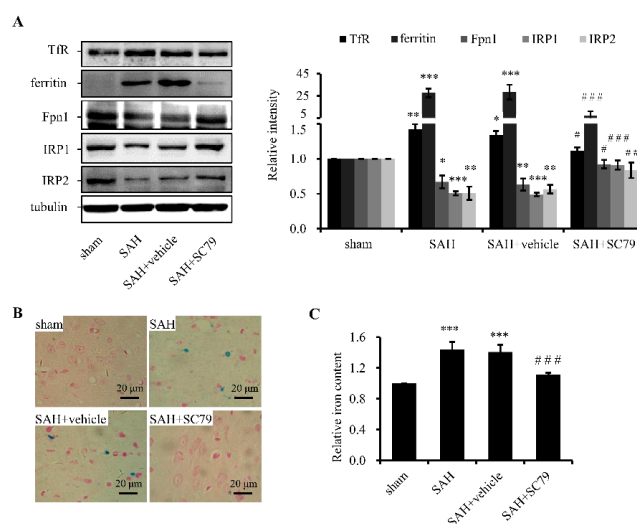 A
TfR
ferritin
Fpn1
IRP1
IRP2
tubulin
sham
SAH
SAH+vehicle
SAH+SC79
TfR ferritin Fpn1 IRP1 IRP2
Relative intensity
45
25
5
1.5
1.0
0.5
0.0
** *** * *** **
* *** ** *** **
# ### # ### ##
sham SAH SAH+vehicle SAH+SC79
B
sham SAH
20 μm 20 μm
SAH+vehicle SAH+SC79
20 μm 20 μm
C
Relative iron content
1.6
1.2
0.8
0.4
0
*** *** ###
sham
SAH
SAH+vehicle
SAH+SC79